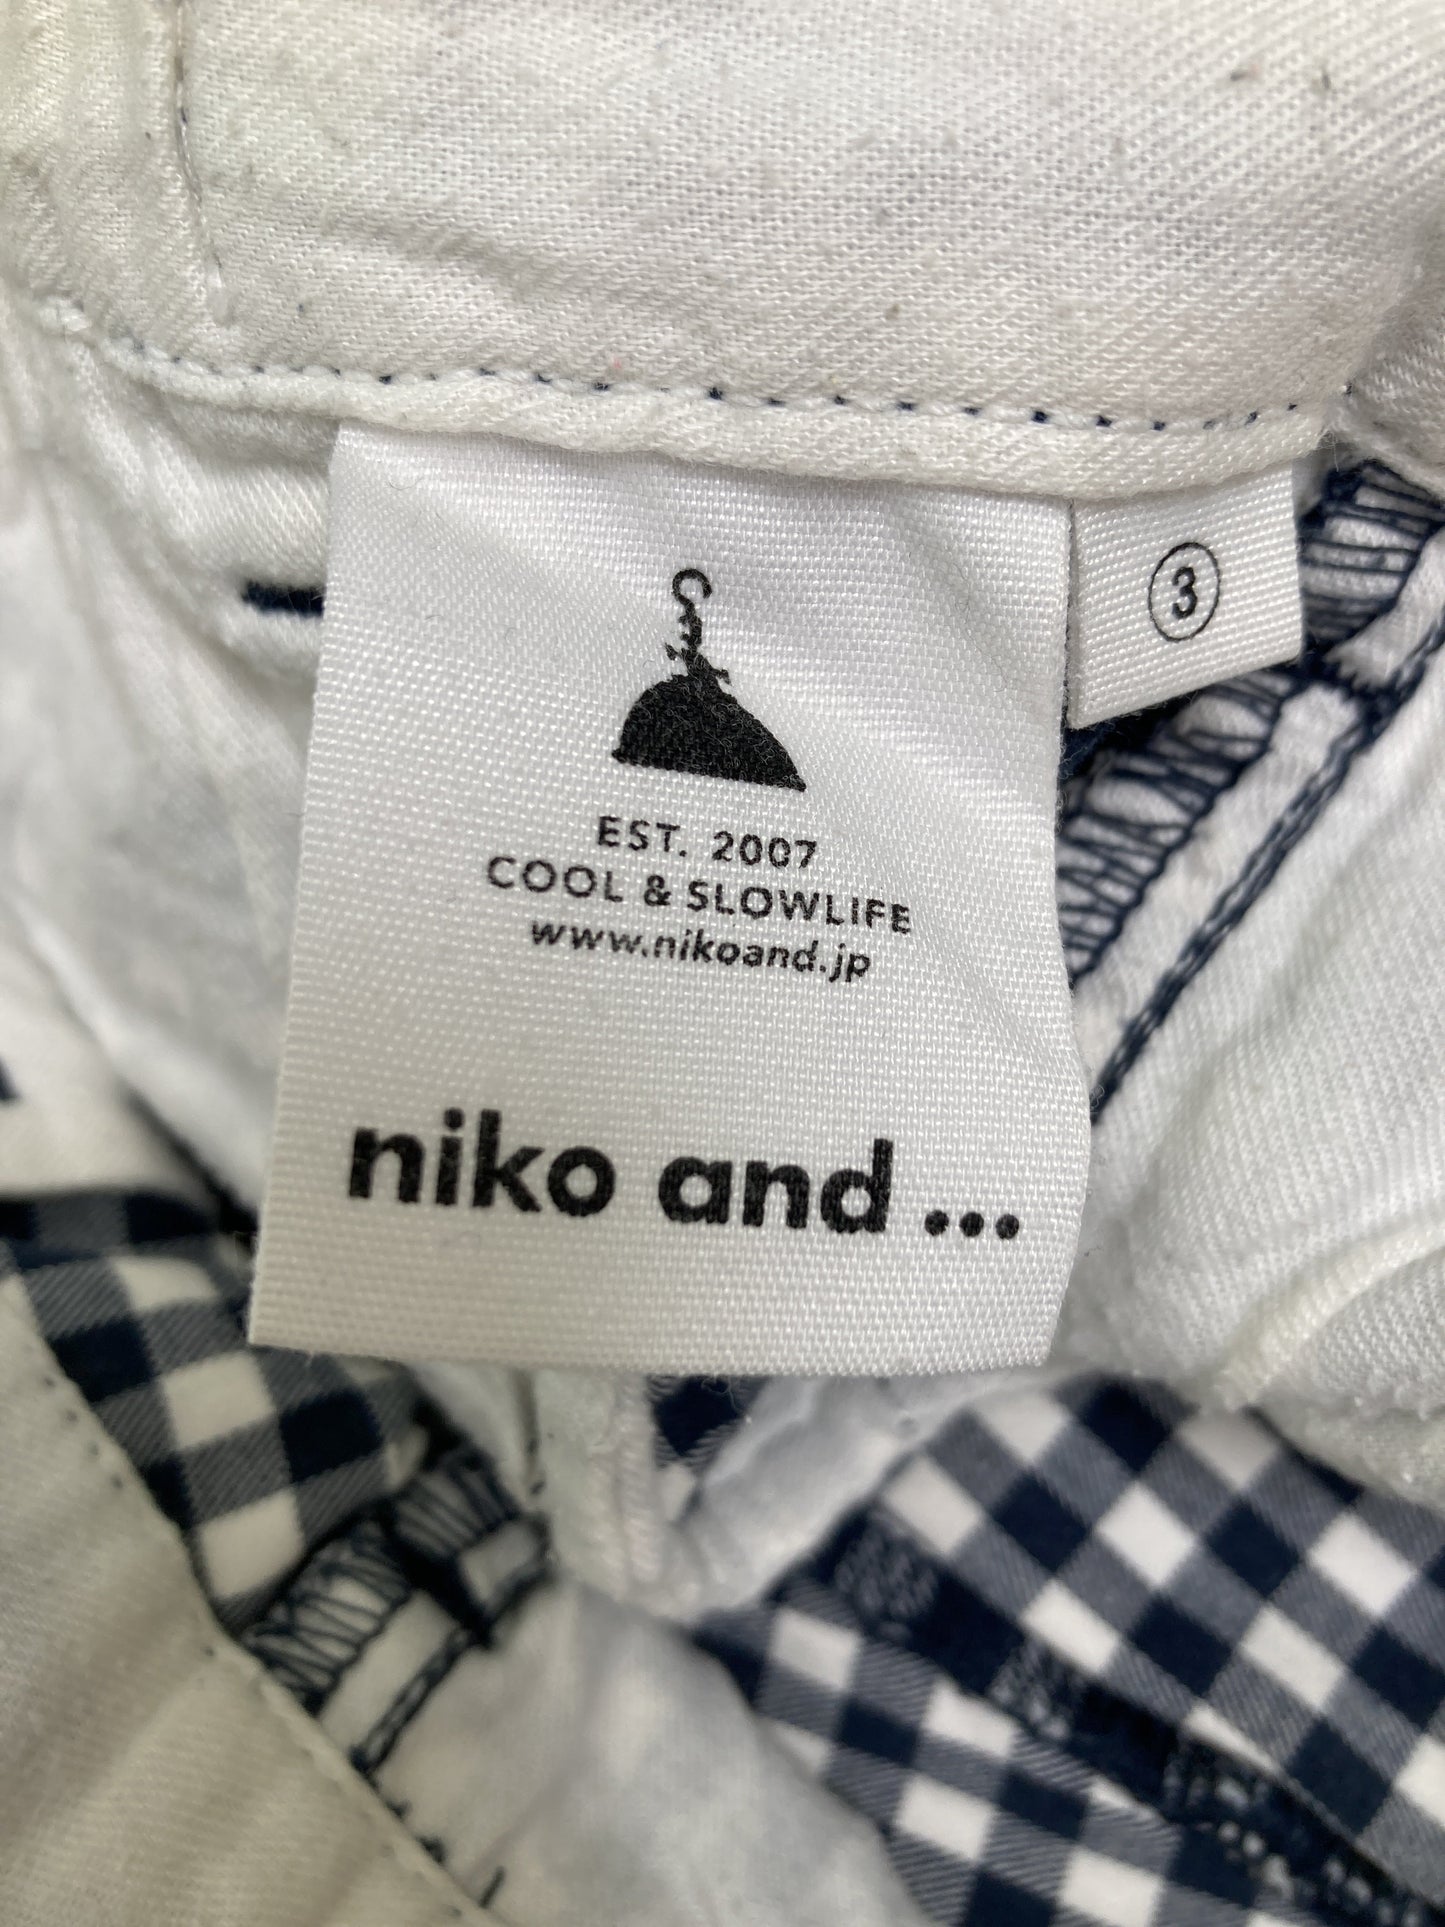 ③
EST. 2007
COOL & SLOWLIFE
www.nikoand.jp
niko and ...